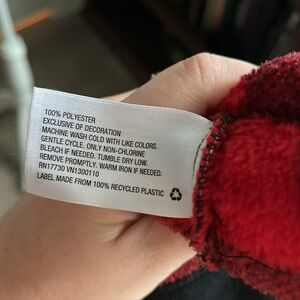 100% POLYESTER
EXCLUSIVE OF DECORATION
MACHINE WASH COLD WITH LIKE COLORS.
GENTLE CYCLE. ONLY NON-CHLORINE
BLEACH IF NEEDED. TUMBLE DRY LOW.
REMOVE PROMPTLY. WARM IRON IF NEEDED.
RN17730 VN1300110
LABEL MADE FROM 100% RECYCLED PLASTIC